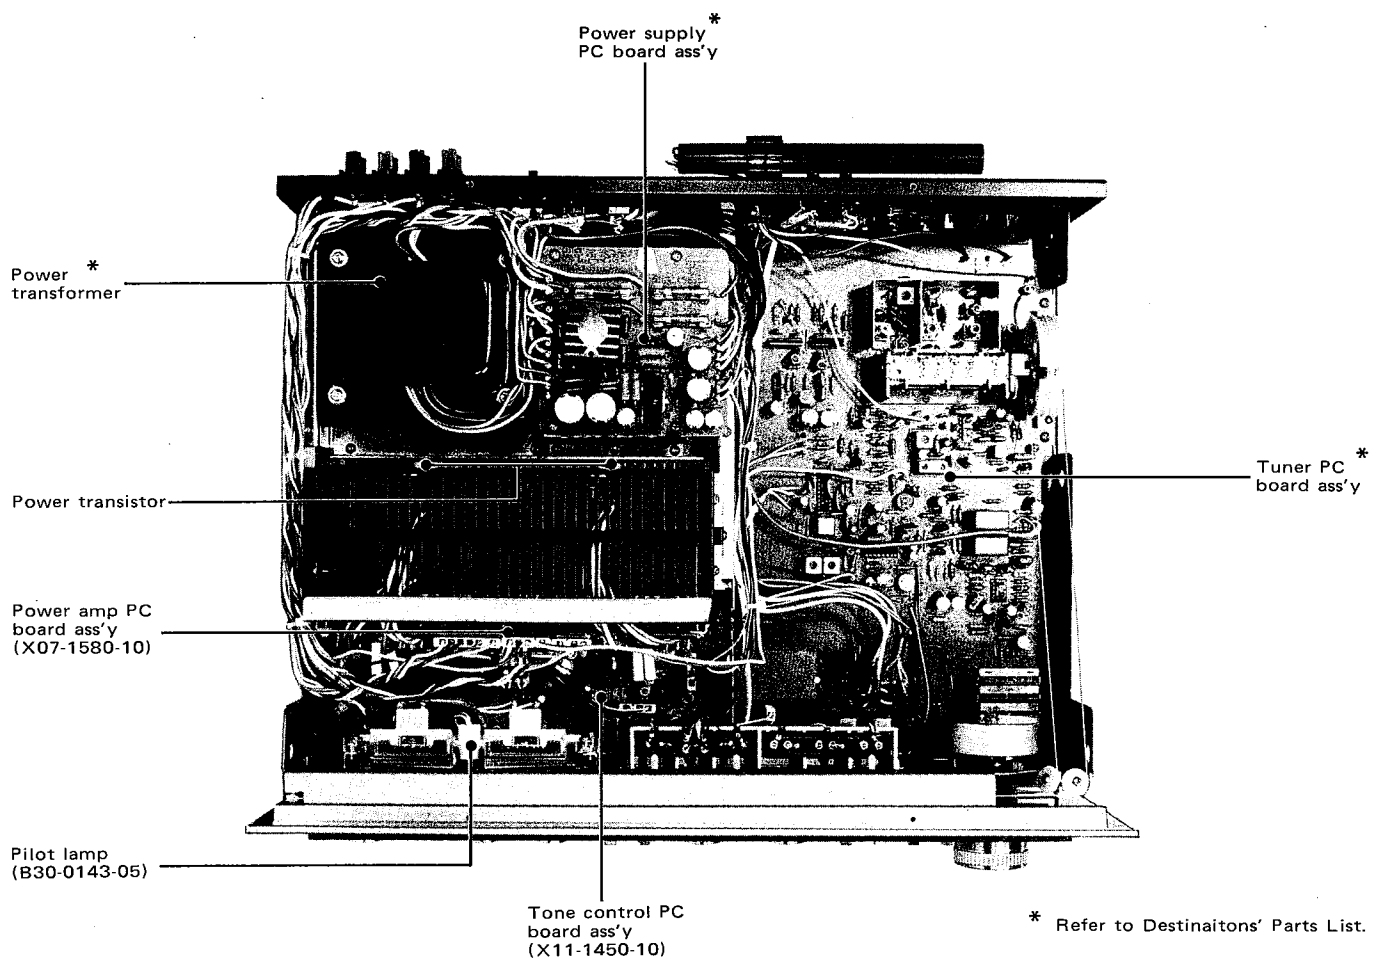 Power supply *
PC board ass'y
Power *
transformer
Power transistor
Power amp PC
board ass'y
(X07-1580-10)
Pilot lamp
(B30-0143-05)
Tone control PC
board ass'y
(X11-1450-10)
Tuner PC *
board ass'y
* Refer to Destinaitons' Parts List.